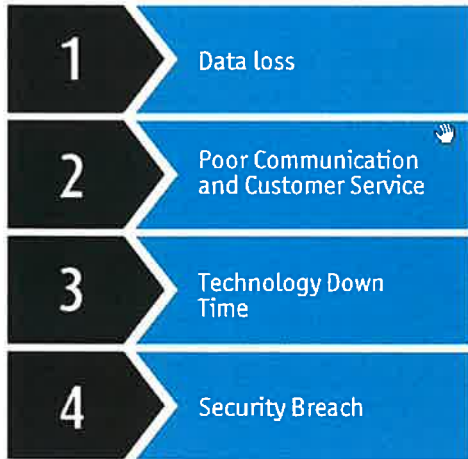 1
Data loss
2
Poor Communication
and Customer Service
3
Technology Down
Time
4
Security Breach